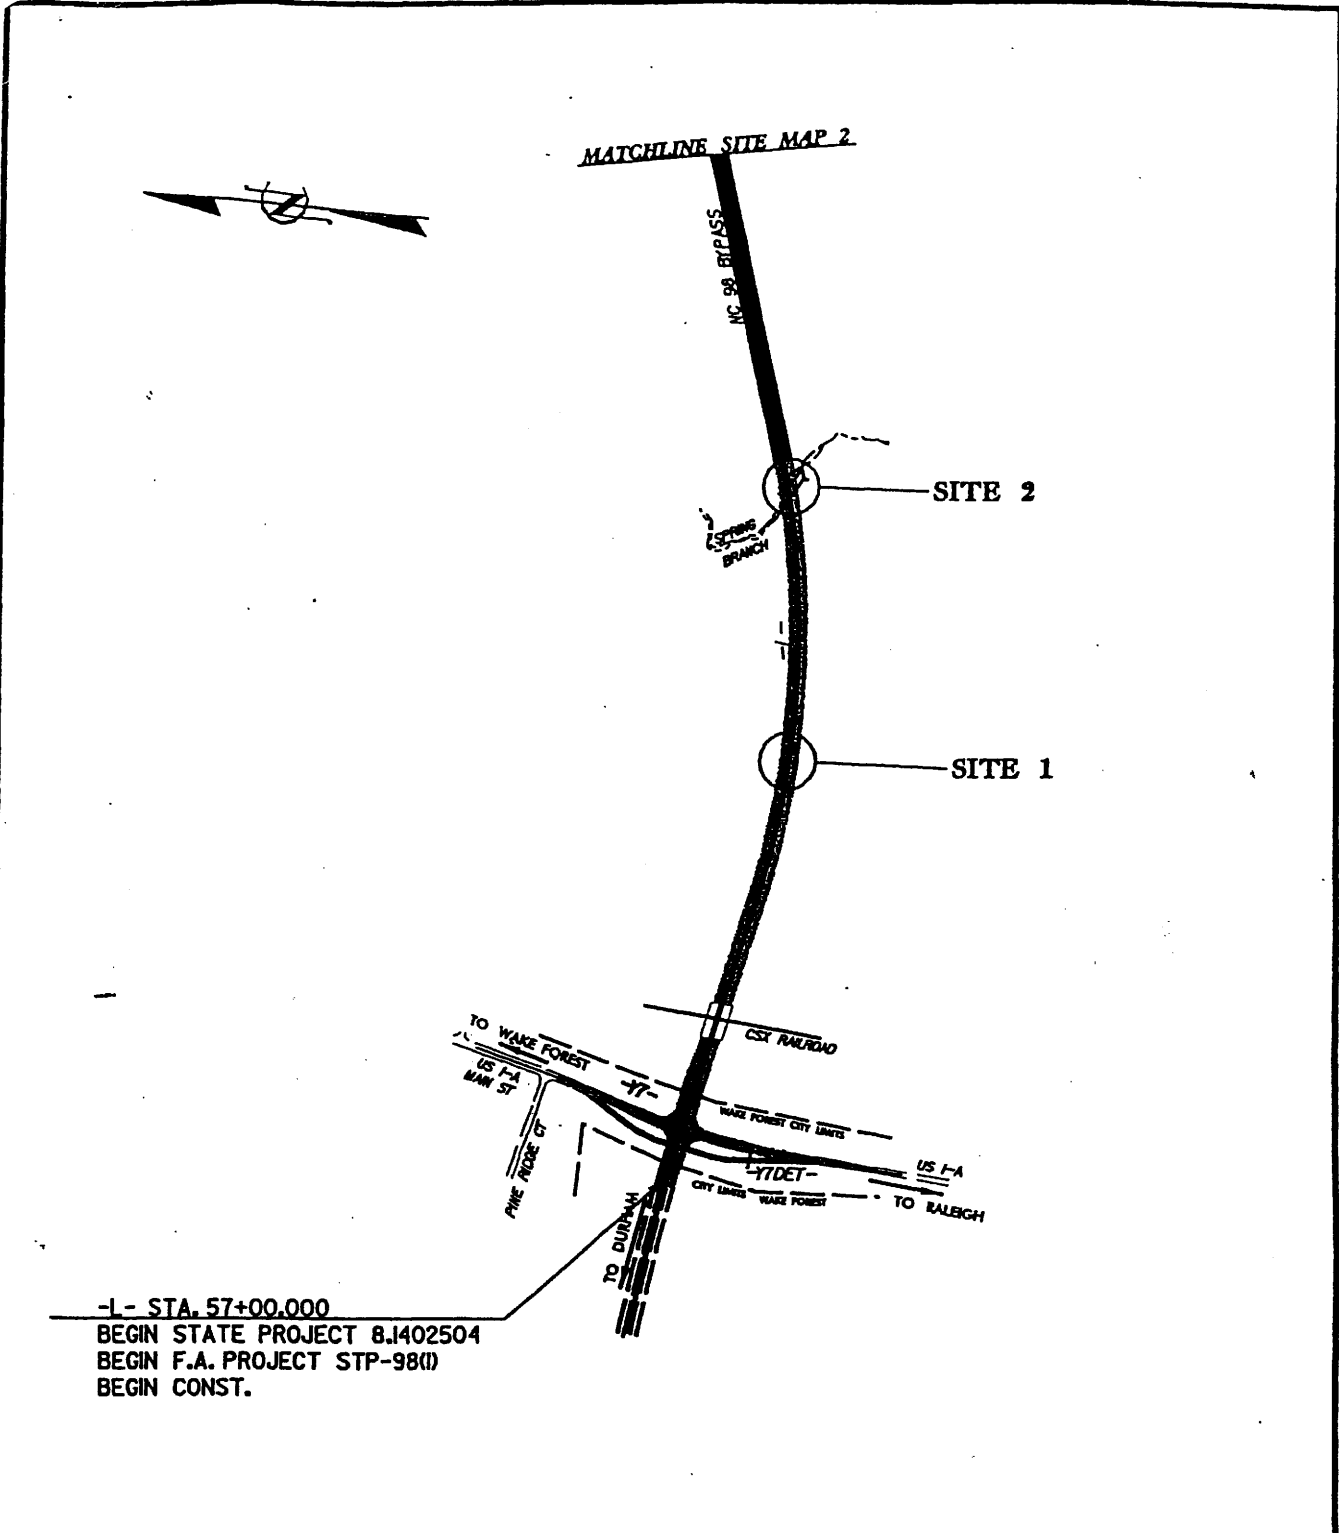 MATCHLINE SITE MAP 2
NC 98 BYPASS
SITE 2
SPRING
BRANCH
-L-
SITE 1
CSX RAILROAD
TO WAKE FOREST
US 1-A
MAIN ST
-Y7-
WAKE FOREST CITY LIMITS
PINE RIDGE CT
-Y7DET-
US 1-A
CITY LIMITS WAKE FOREST
TO RALEIGH
TO DURHAM
-L- STA. 57+00.000
BEGIN STATE PROJECT 8.1402504
BEGIN F.A. PROJECT STP-98(1)
BEGIN CONST.